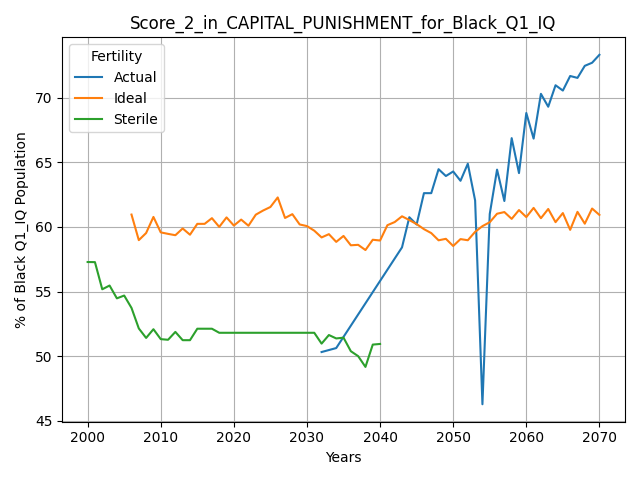 Score_2_in_CAPITAL_PUNISHMENT_for_Black_Q1_IQ
Fertility
Actual
Ideal
Sterile
% of Black Q1_IQ Population
70
65
60
55
50
45
2000 2010 2020 2030 2040 2050 2060 2070
Years